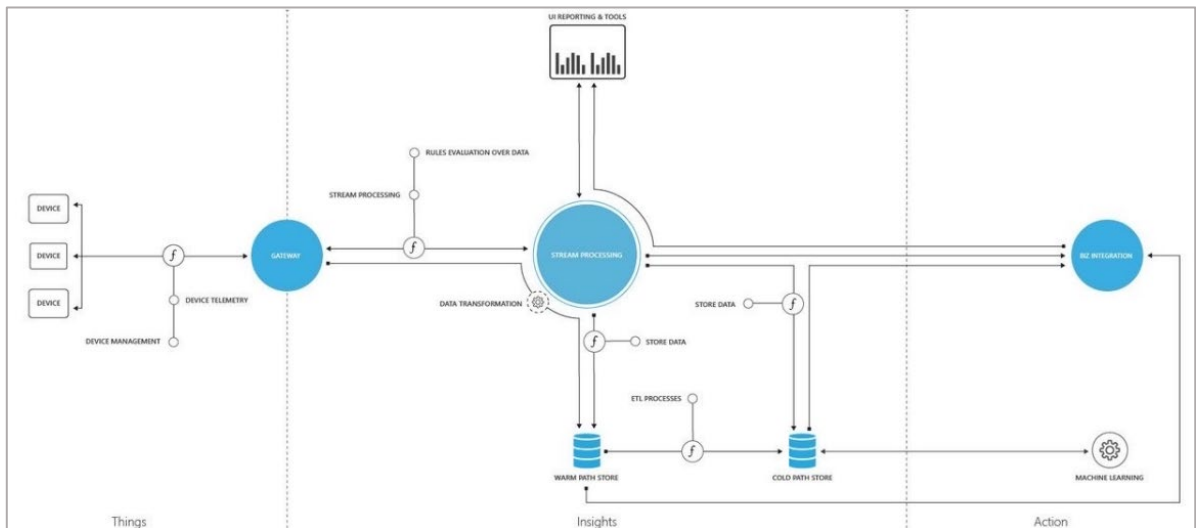 UI REPORTING & TOOLS
RULES EVALUATION OVER DATA
STREAM PROCESSING
DEVICE
DEVICE
DEVICE
f
GATEWAY
f
STREAM PROCESSING
BIZ INTEGRATION
DEVICE TELEMETRY
DEVICE MANAGEMENT
DATA TRANSFORMATION
STORE DATA
f
f
STORE DATA
ETL PROCESSES
f
WARM PATH STORE
COLD PATH STORE
MACHINE LEARNING
Things
Insights
Action